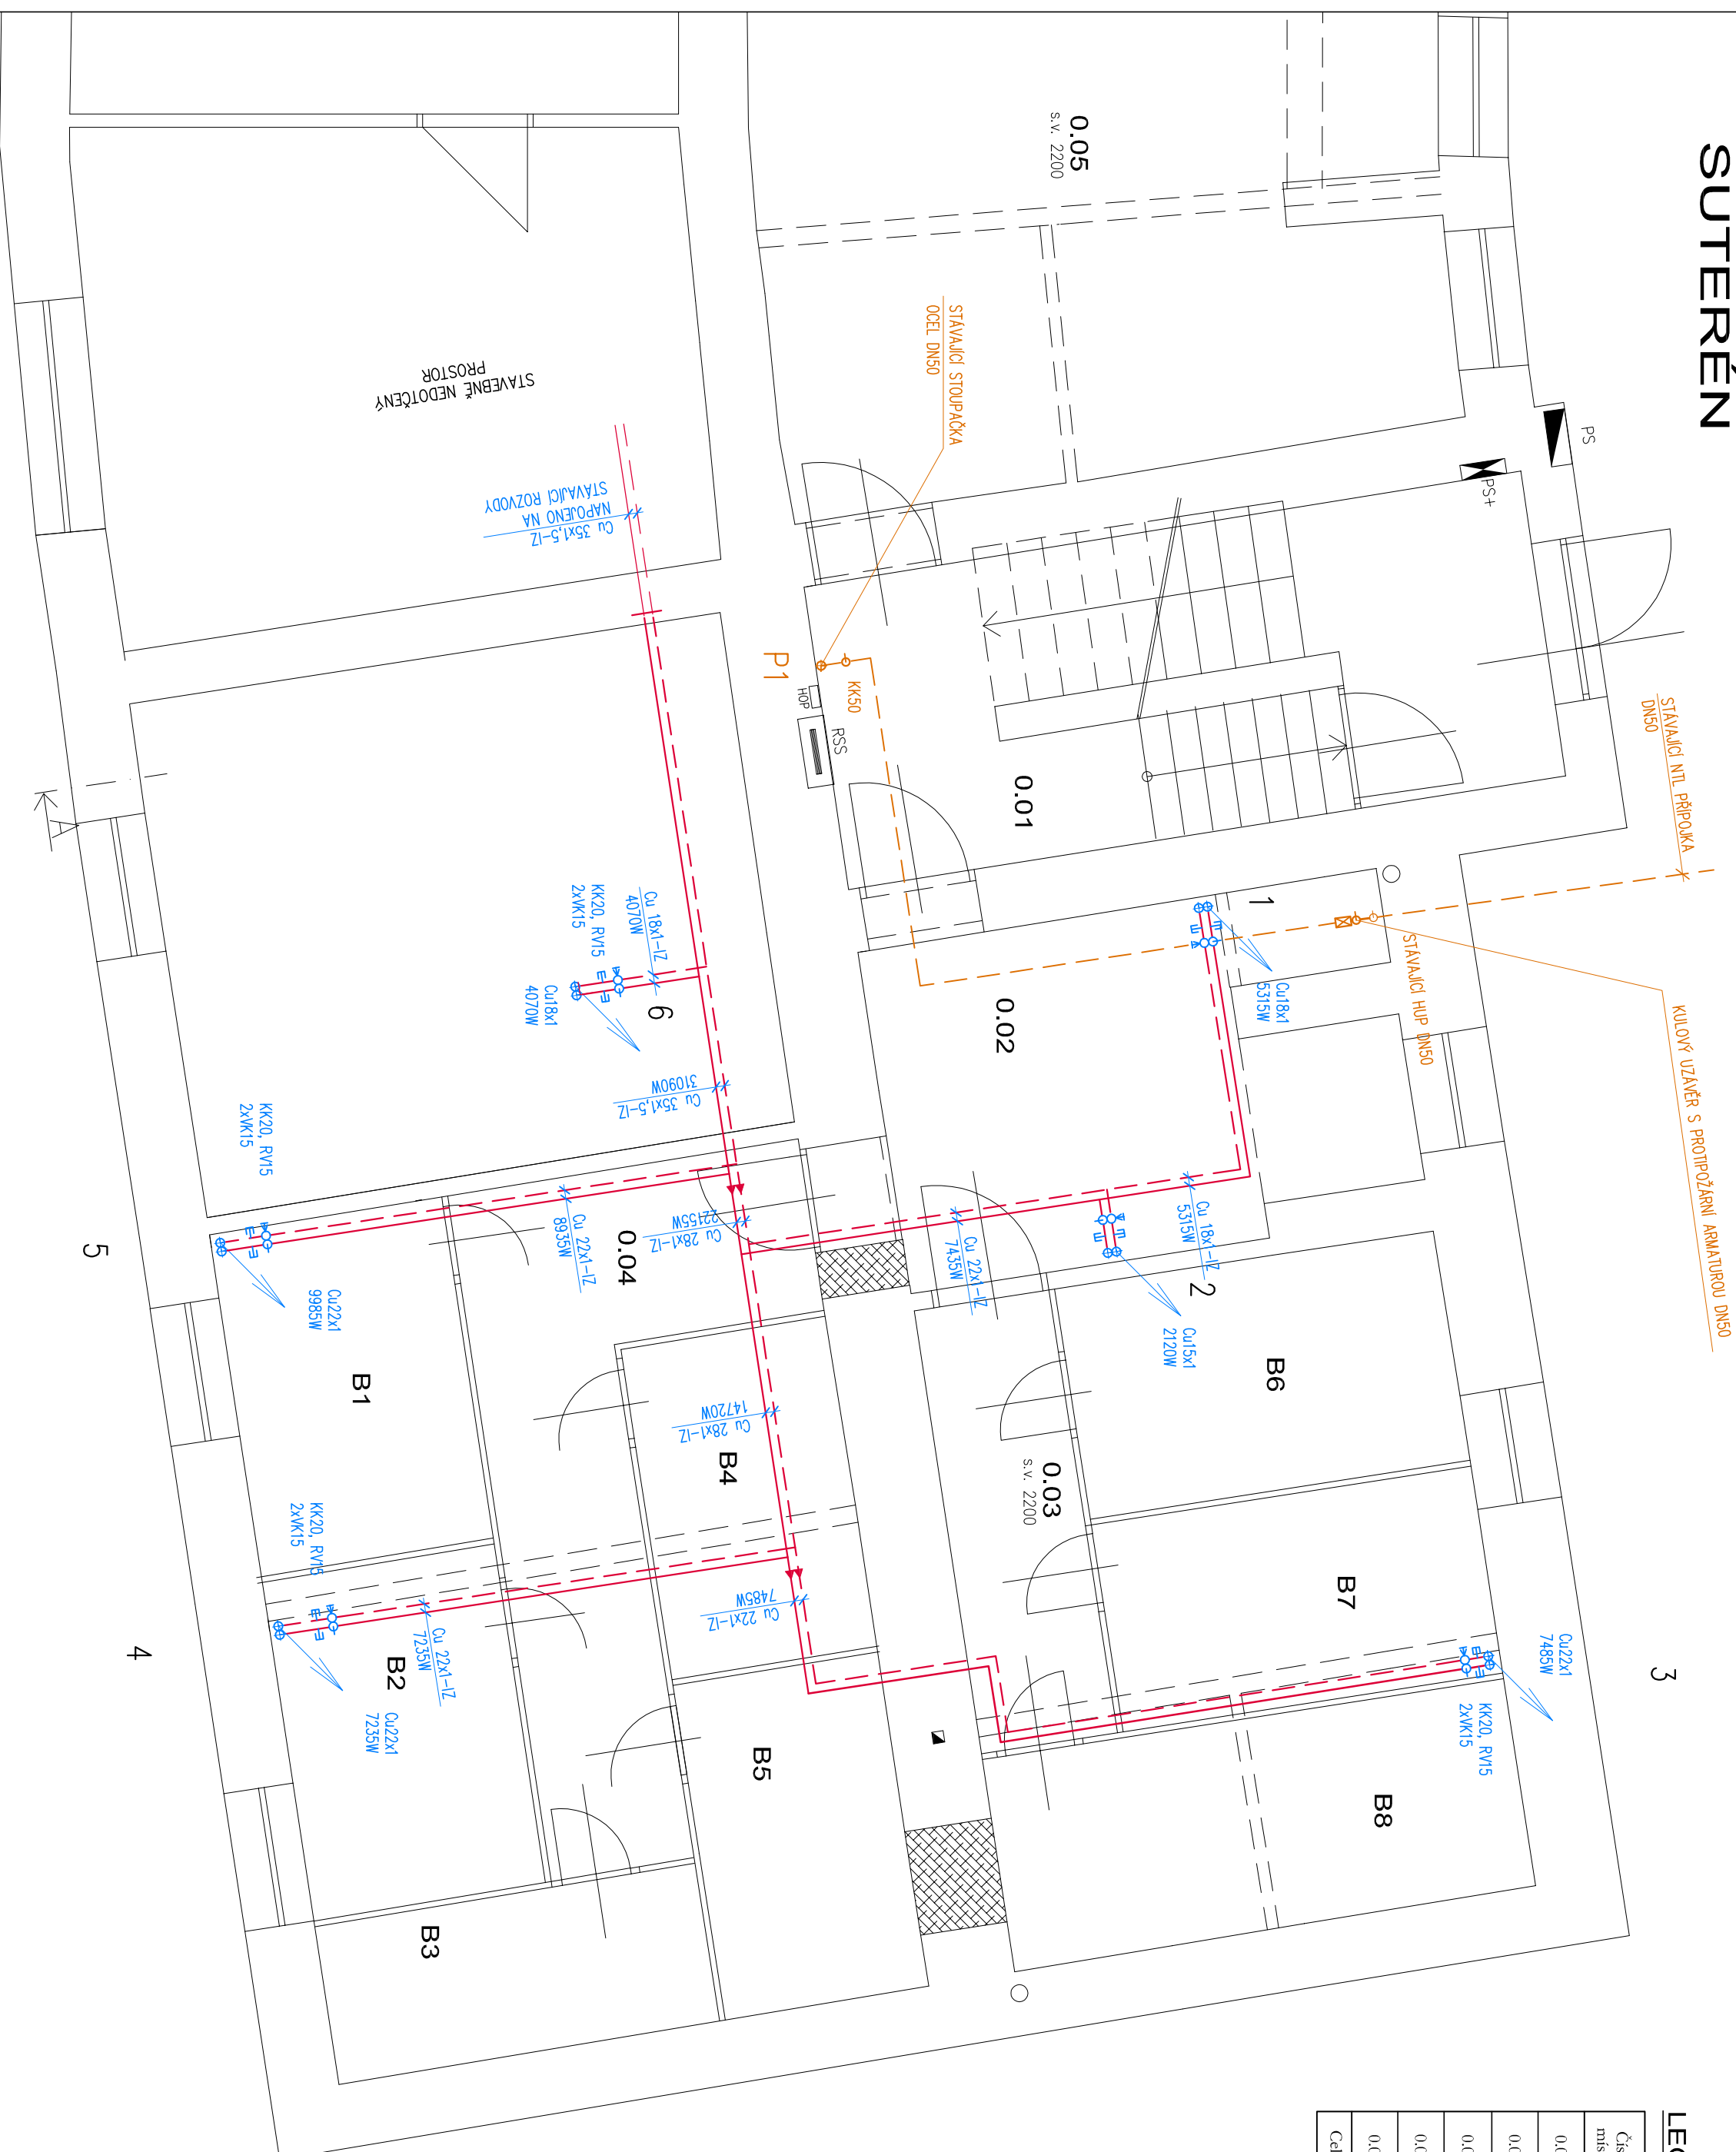 SUTERÉN
0.05
s.v. 2200
STÁVAJÍCÍ STOUPAČKA
OCEL DN50
STAVEBNĚ NEDOTČENÝ
PROSTOR
Cu 35x1,5-IZ
NAPOJENO NA
STÁVAJÍCÍ ROZVODY
PS
PS+
P1
KK50
HOP
RSS
0.01
STÁVAJÍCÍ NTL PŘÍPOJKA
DN50
STÁVAJÍCÍ HUP DN50
KULOVÝ UZÁVĚR S PROTIPOŽÁRNÍ ARMATUROU DN50
1
Cu18x1
5315W
0.02
A
Cu 18x1-IZ
4070W
KK20, RV15
2xVK15
Cu18x1
4070W
6
Cu 35x1,5-IZ
31090W
KK20, RV15
2xVK15
5
Cu22x1
9985W
Cu 22x1-IZ
8935W
0.04
Cu 28x1-IZ
22155W
Cu 22x1-IZ
7435W
Cu 18x1-IZ
5315W
2
Cu15x1
2120W
B1
B4
B6
Cu 28x1-IZ
14720W
0.03
s.v. 2200
KK20, RV15
2xVK15
4
Cu 22x1-IZ
7235W
B2
Cu22x1
7235W
Cu 22x1-IZ
7485W
B7
Cu22x1
7485W
3
KK20, RV15
2xVK15
B5
B8
B3